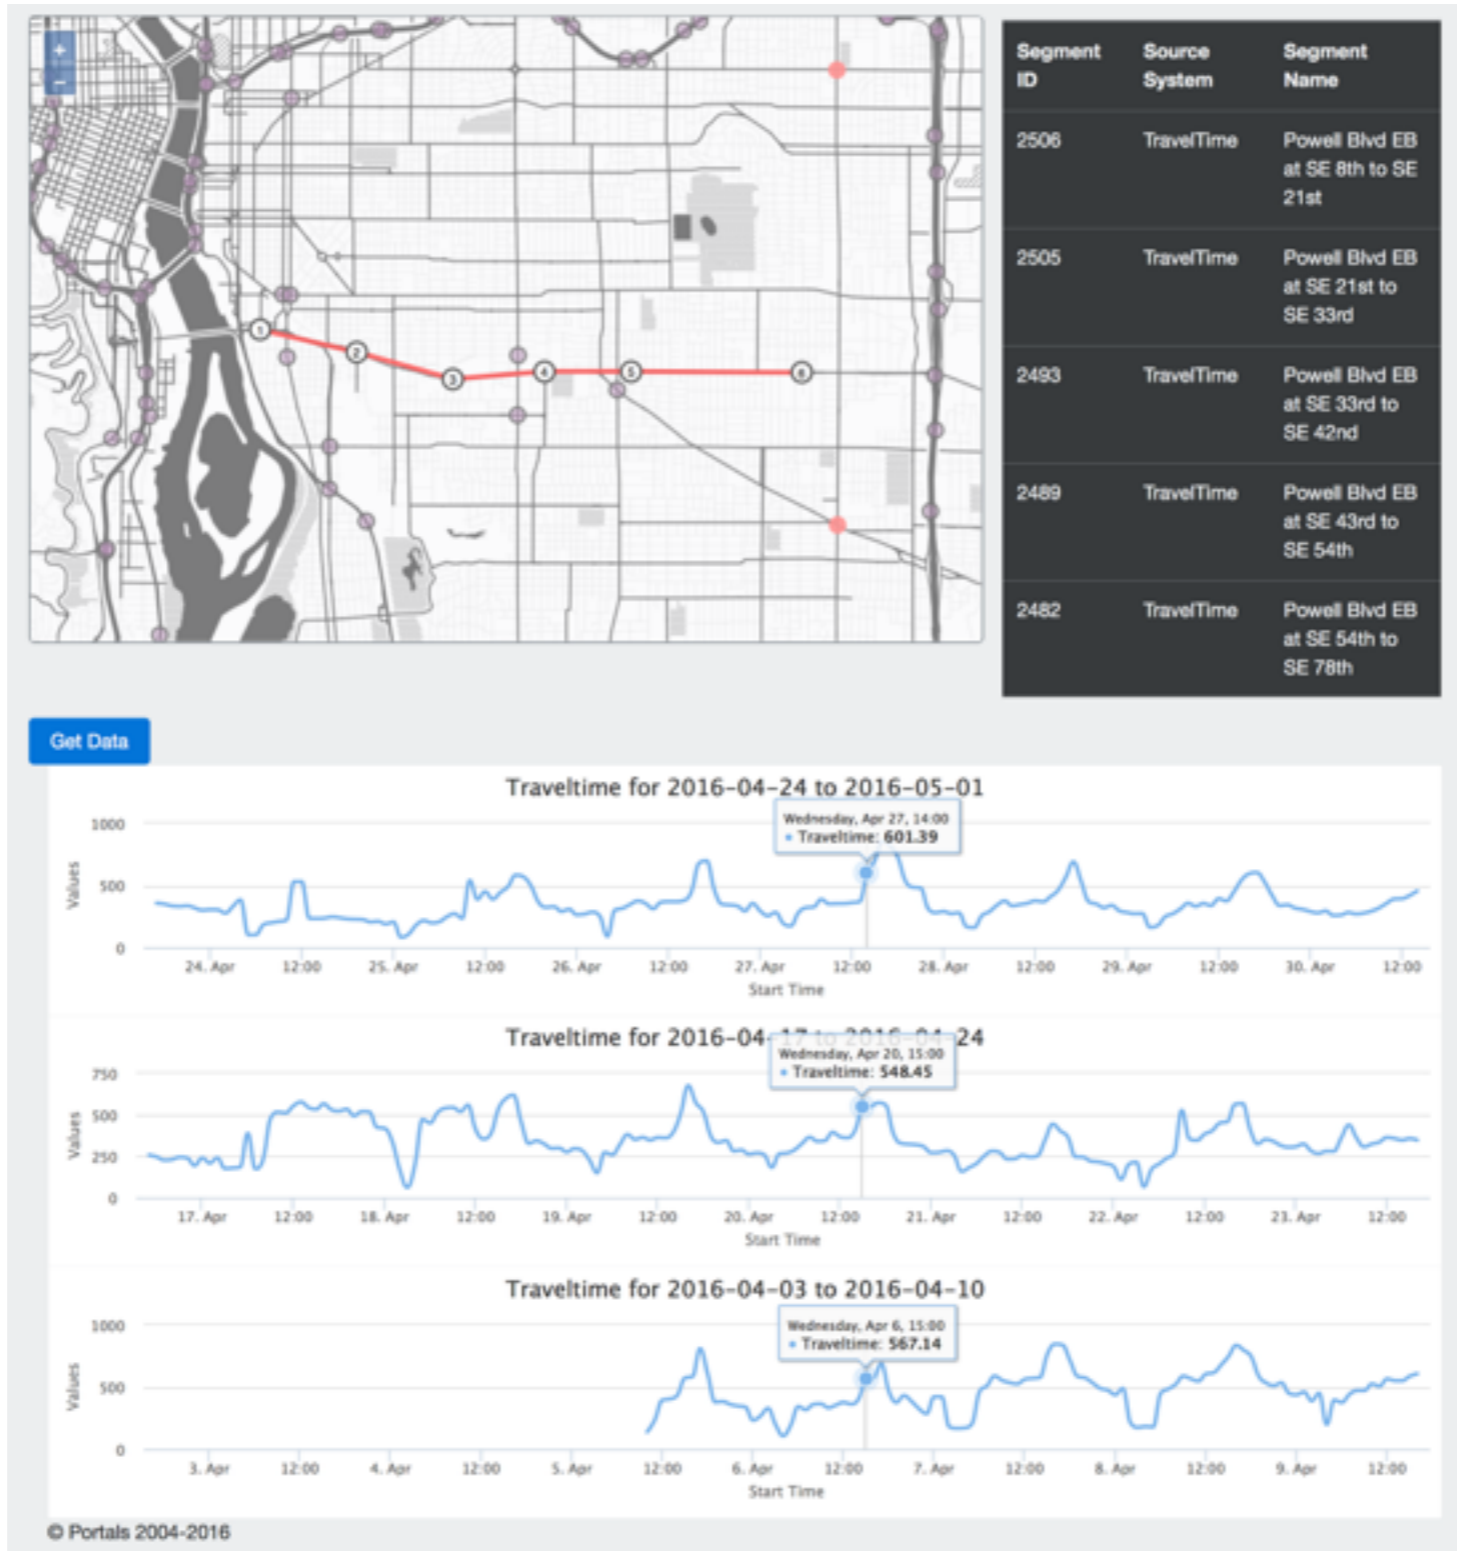 +
−
1
2
3
4
5
6
Segment ID
Source System
Segment Name
2506
TravelTime
Powell Blvd EB
at SE 8th to SE
21st
2505
TravelTime
Powell Blvd EB
at SE 21st to
SE 33rd
2493
TravelTime
Powell Blvd EB
at SE 33rd to
SE 42nd
2489
TravelTime
Powell Blvd EB
at SE 43rd to
SE 54th
2482
TravelTime
Powell Blvd EB
at SE 54th to
SE 78th
Get Data
Traveltime for 2016-04-24 to 2016-05-01
Wednesday, Apr 27, 14:00
• Traveltime: 601.39
Values
1000
500
0
24. Apr 12:00 25. Apr 12:00 26. Apr 12:00 27. Apr 12:00 28. Apr 12:00 29. Apr 12:00 30. Apr 12:00
Start Time
Traveltime for 2016-04-17 to 2016-04-24
Wednesday, Apr 20, 15:00
• Traveltime: 548.45
Values
750
500
250
0
17. Apr 12:00 18. Apr 12:00 19. Apr 12:00 20. Apr 12:00 21. Apr 12:00 22. Apr 12:00 23. Apr 12:00
Start Time
Traveltime for 2016-04-03 to 2016-04-10
Wednesday, Apr 6, 15:00
• Traveltime: 567.14
Values
1000
500
0
3. Apr 12:00 4. Apr 12:00 5. Apr 12:00 6. Apr 12:00 7. Apr 12:00 8. Apr 12:00 9. Apr 12:00
Start Time
© Portals 2004-2016